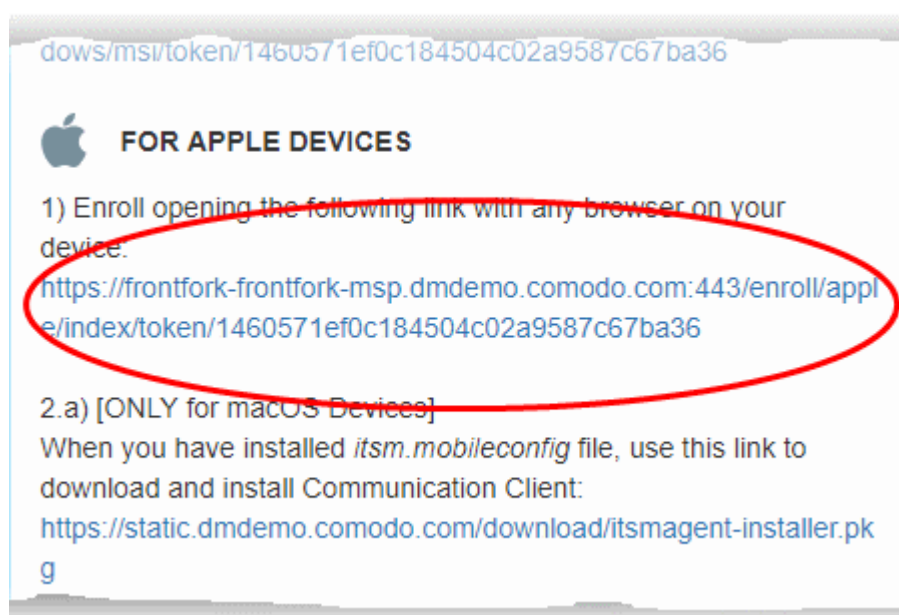 dows/msi/token/1460571ef0c184504c02a9587c67ba36
FOR APPLE DEVICES
1) Enroll opening the following link with any browser on your
device:
https://frontfork-frontfork-msp.dmdemo.comodo.com:443/enroll/appl
e/index/token/1460571ef0c184504c02a9587c67ba36
2.a) [ONLY for macOS Devices]
When you have installed itsm.mobileconfig file, use this link to
download and install Communication Client:
https://static.dmdemo.comodo.com/download/itsmagent-installer.pk
g